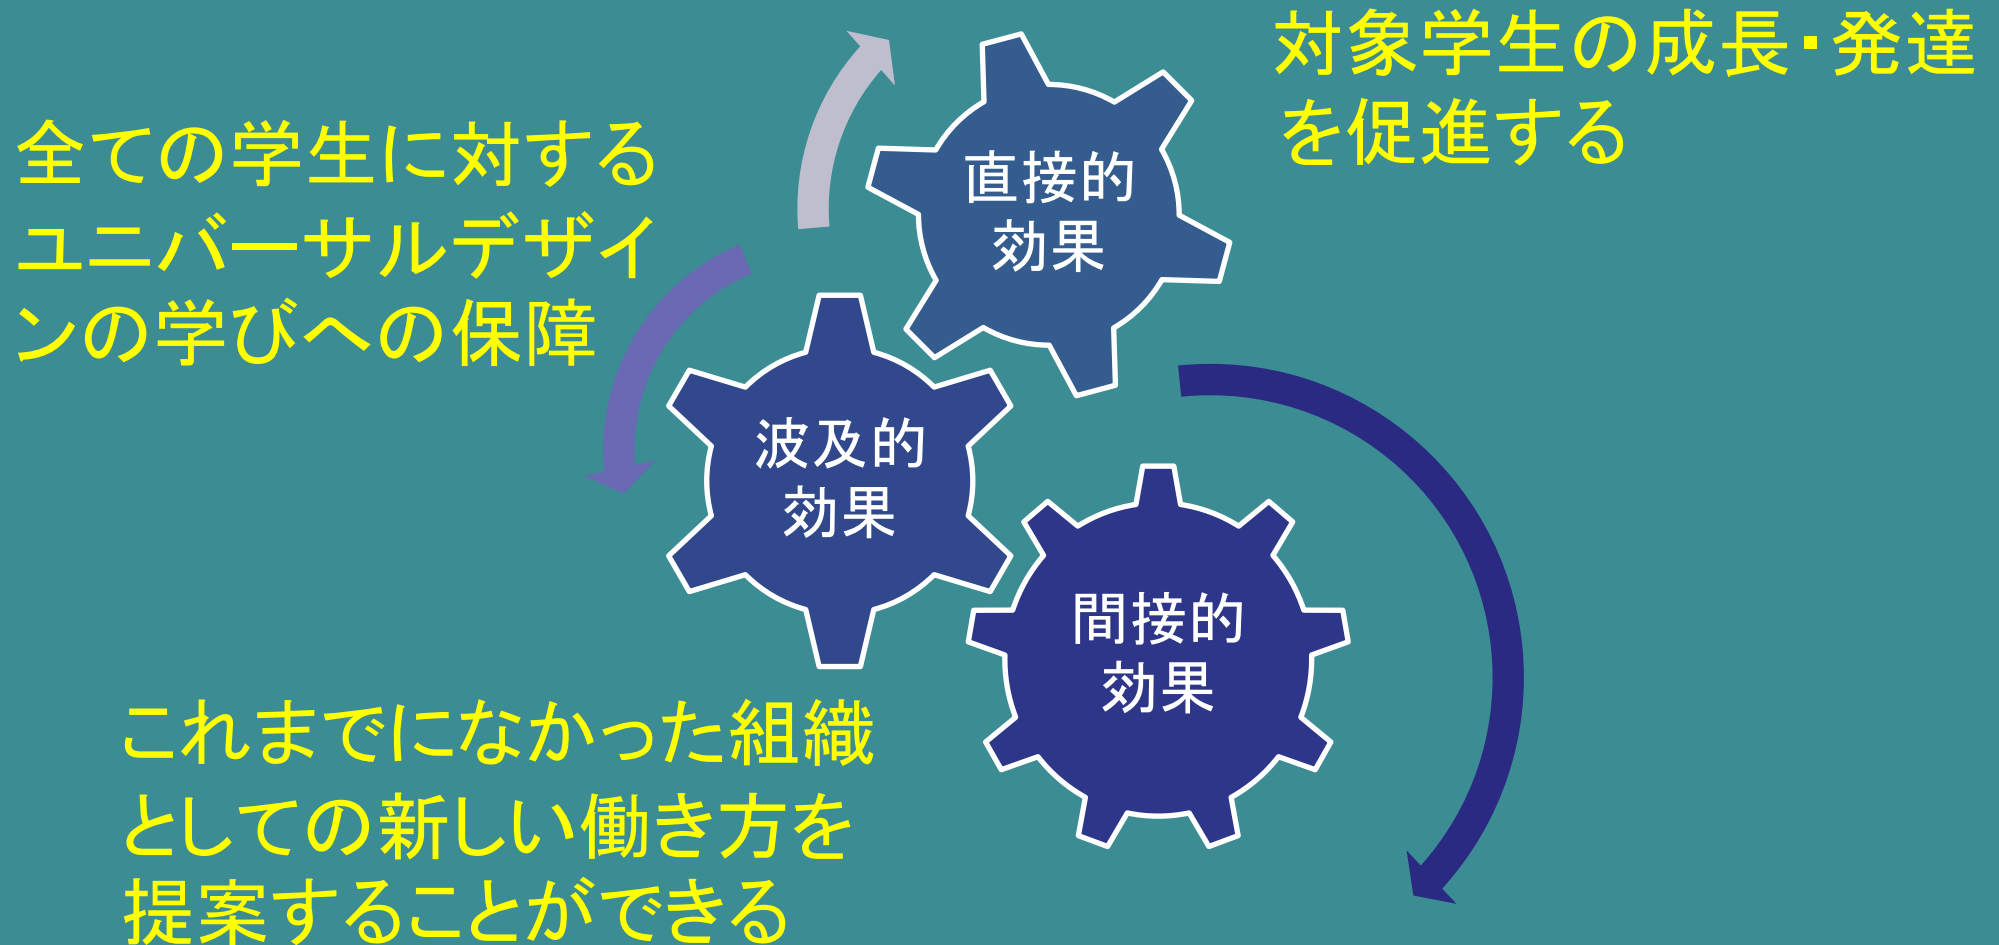 対象学生の成長・発達
を促進する
全ての学生に対する
ユニバーサルデザイ
ンの学びへの保障
直接的
効果
波及的
効果
間接的
効果
これまでになかった組織
としての新しい働き方を
提案することができる